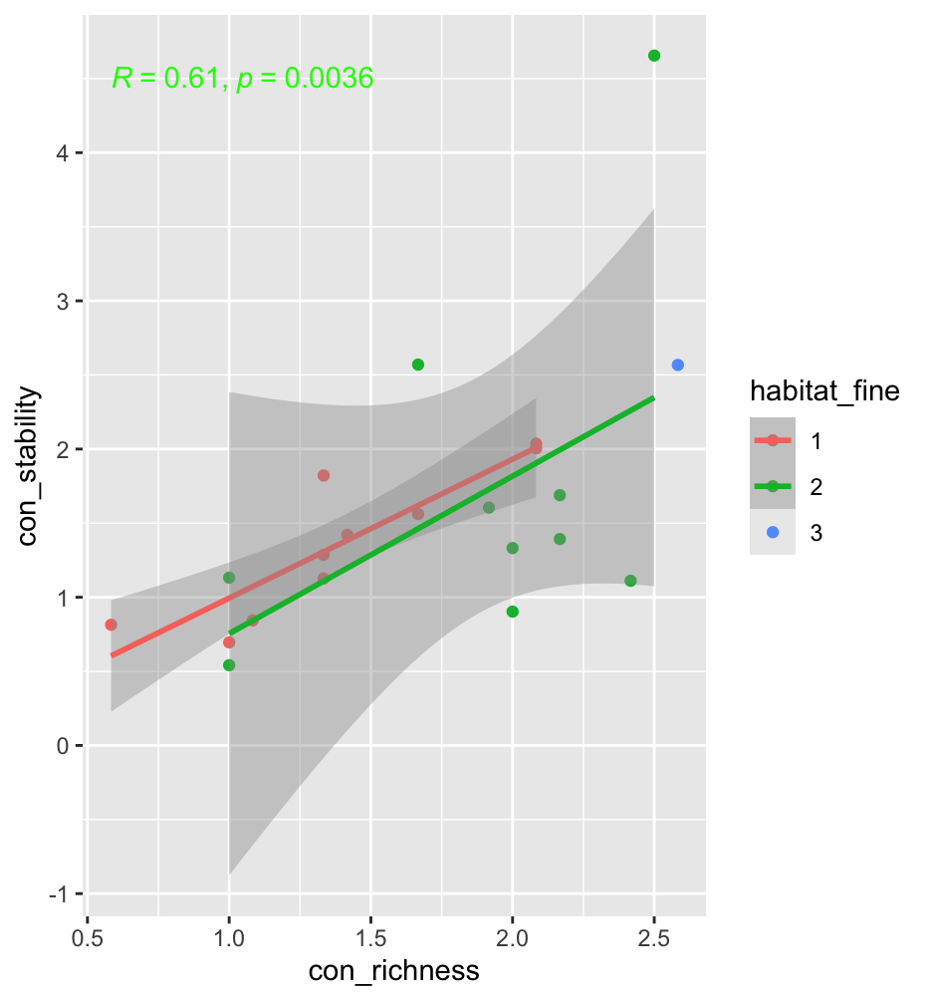 R = 0.61, p = 0.0036
4
3
2
1
0
-1
0.5 1.0 1.5 2.0 2.5
con_richness
con_stability
habitat_fine
1
2
3